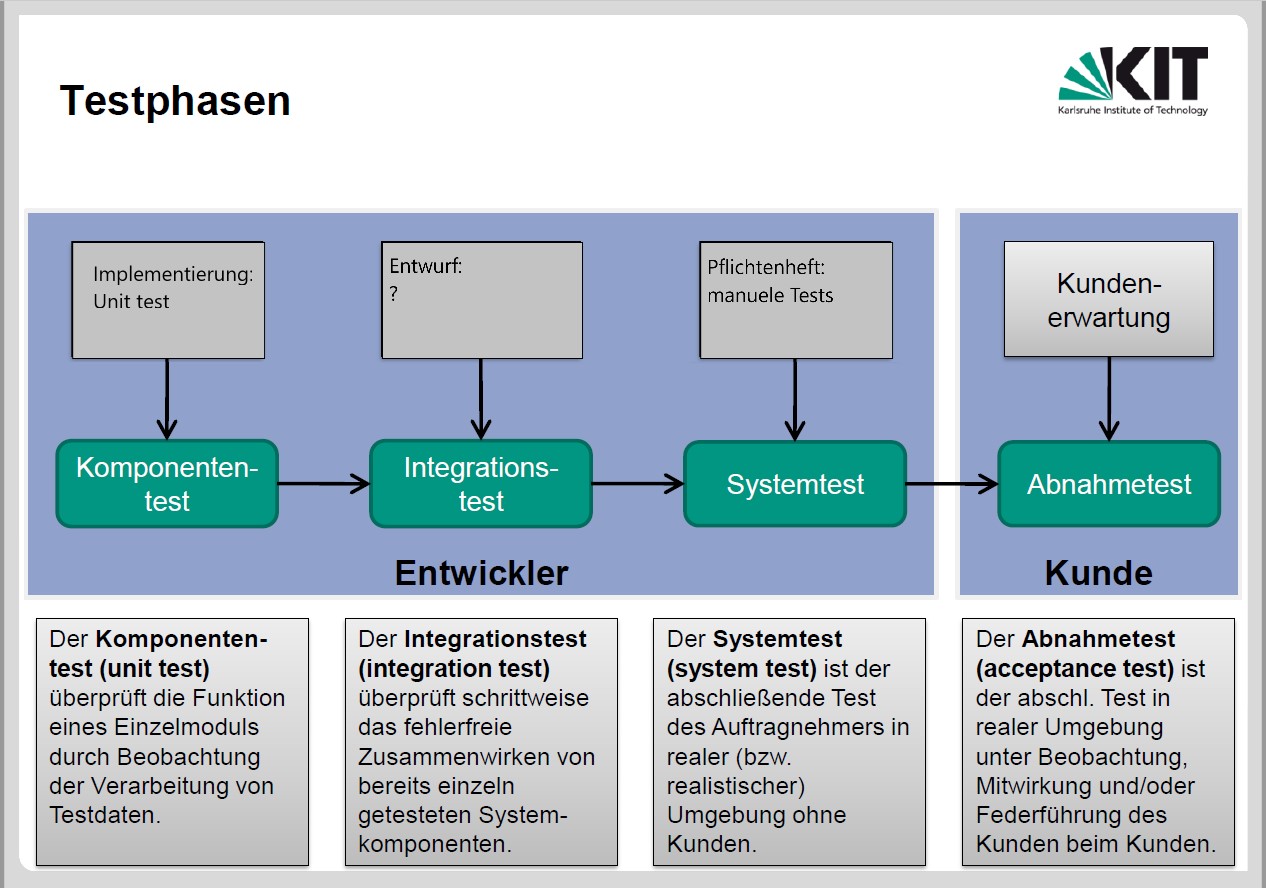 Testphasen
KIT
Karlsruhe Institute of Technology
Implementierung:
Unit test
Entwurf:
?
Pflichtenheft:
manuele Tests
Kunden-
erwartung
Komponenten-
test
Integrations-
test
Systemtest
Abnahmetest
Entwickler
Kunde
Der Komponenten-
test (unit test)
überprüft die Funktion
eines Einzelmoduls
durch Beobachtung
der Verarbeitung von
Testdaten.
Der Integrationstest
(integration test)
überprüft schrittweise
das fehlerfreie
Zusammenwirken von
bereits einzeln
getesteten System-
komponenten.
Der Systemtest
(system test) ist der
abschließende Test
des Auftragnehmers in
realer (bzw.
realistischer)
Umgebung ohne
Kunden.
Der Abnahmetest
(acceptance test) ist
der abschl. Test in
realer Umgebung
unter Beobachtung,
Mitwirkung und/oder
Federführung des
Kunden beim Kunden.